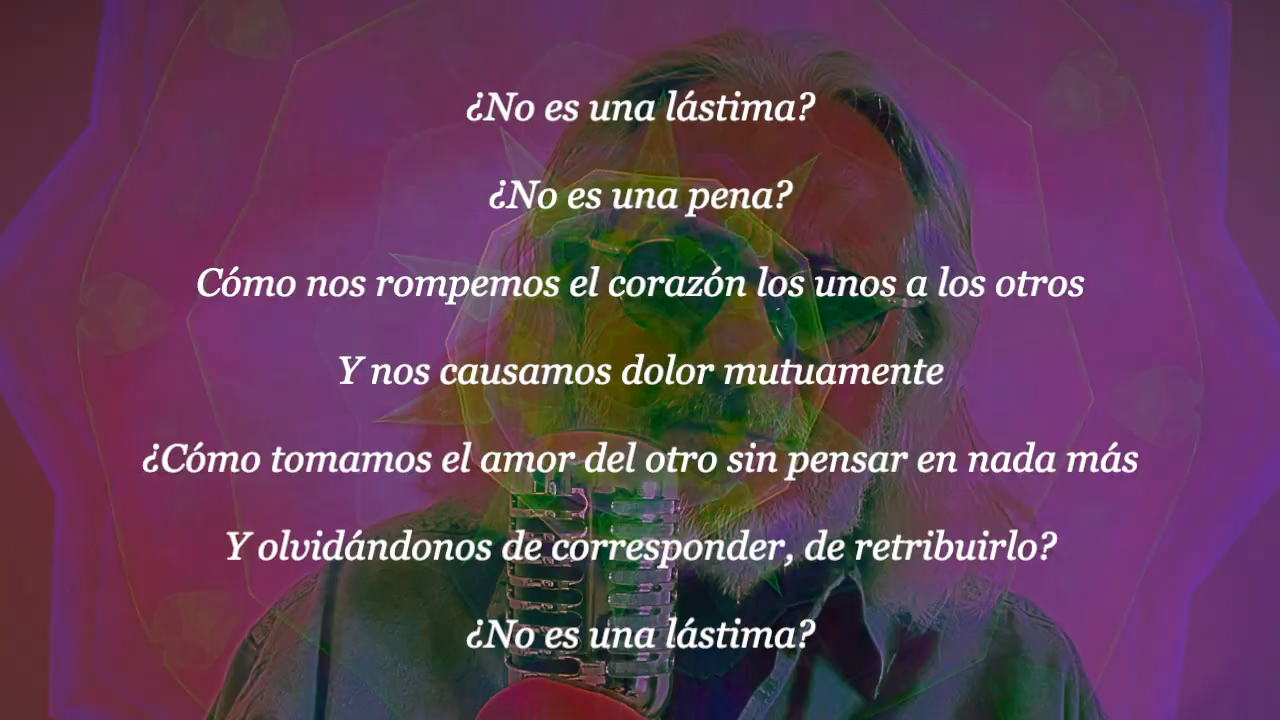 ¿No es una lástima?
¿No es una pena?
Cómo nos rompemos el corazón los unos a los otros
Y nos causamos dolor mutuamente
¿Cómo tomamos el amor del otro sin pensar en nada más
Y olvidándonos de corresponder, de retribuirlo?
¿No es una lástima?